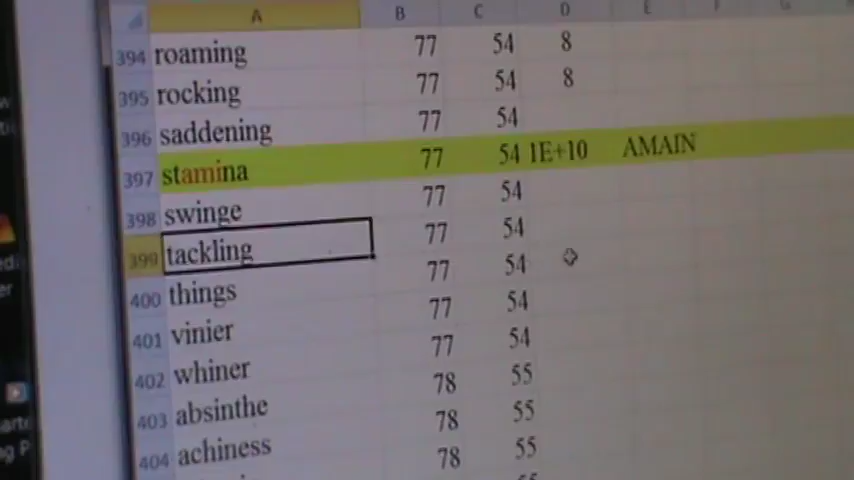 A B C D E F G
394 roaming 77 54 8
395 rocking 77 54 8
396 saddening 77 54
397 stamina 77 54 1E+10 AMAIN
398 swinge 77 54
399 tackling 77 54
400 things 77 54
401 vinier 77 54
402 whiner 77 54
403 absinthe 78 55
404 achiness 78 55
78 55